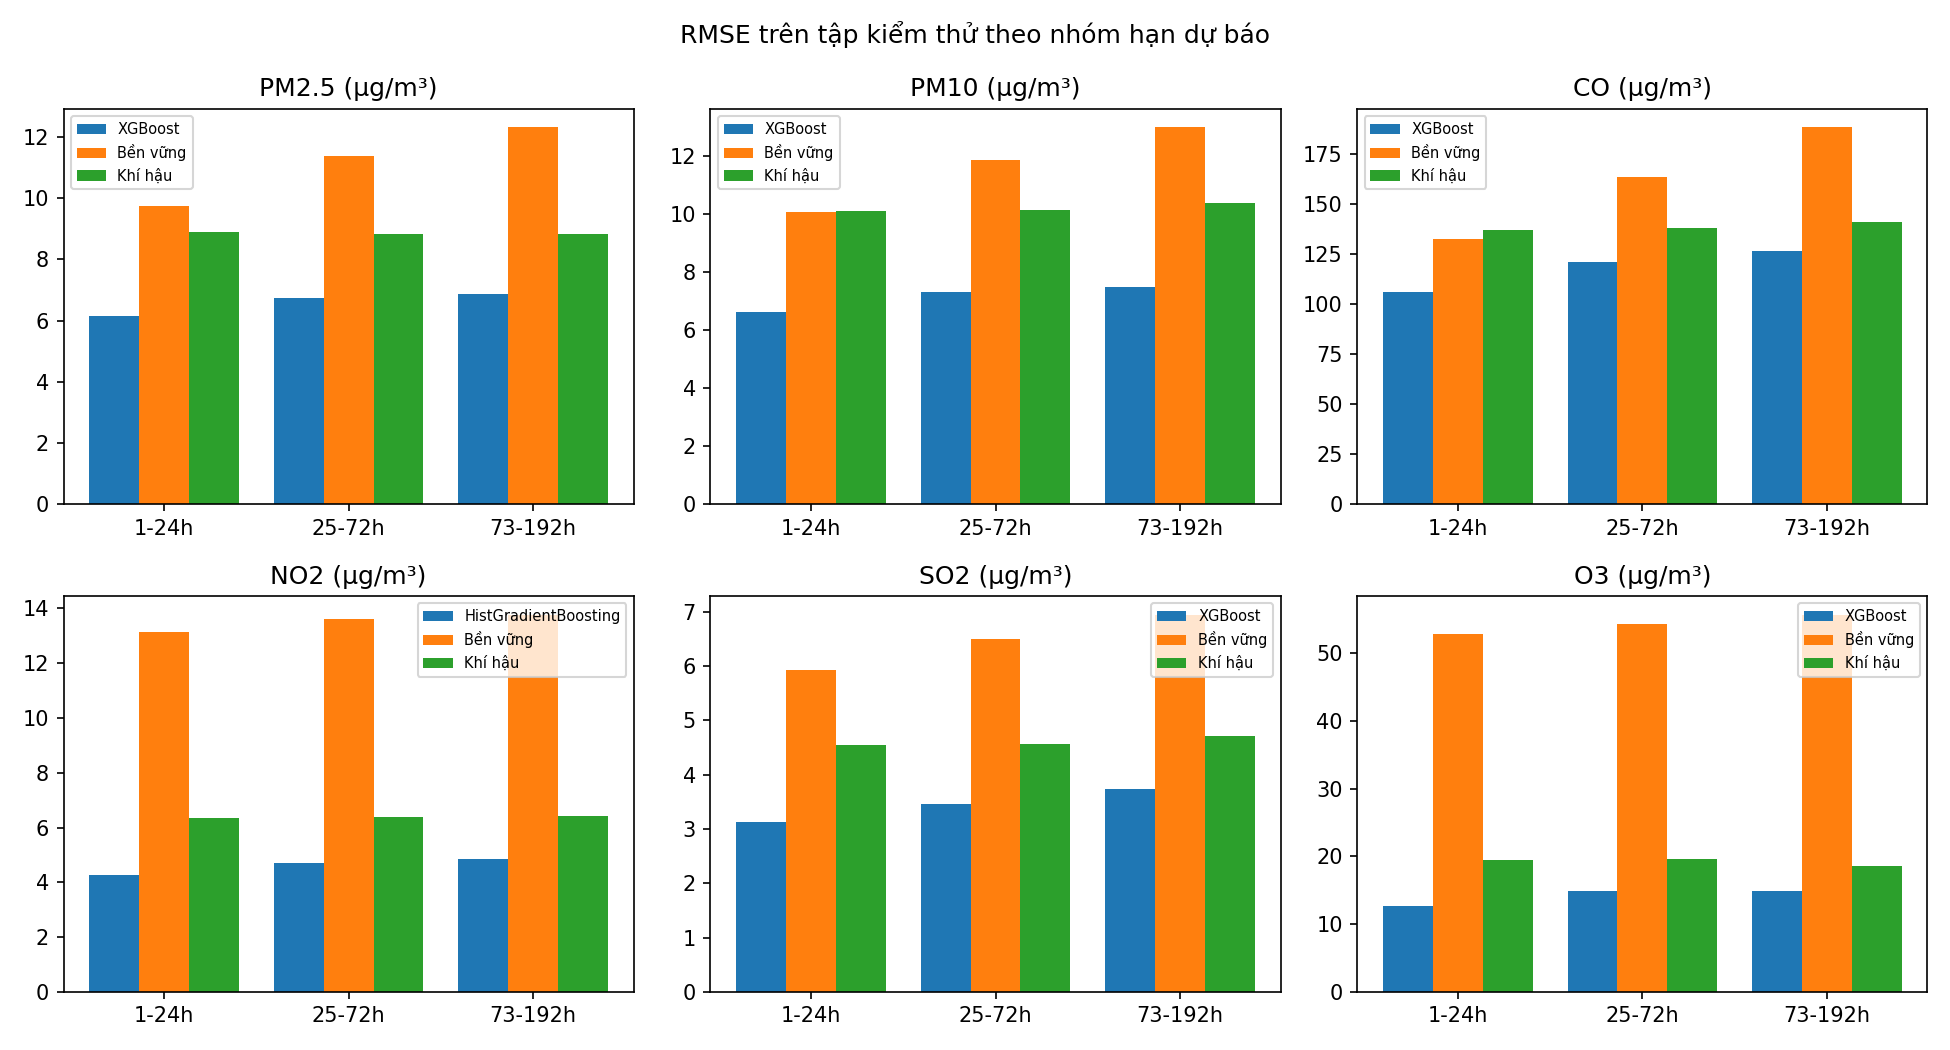 RMSE trên tập kiểm thử theo nhóm hạn dự báo
PM2.5 (µg/m³)
12
10
8
6
4
2
0
XGBoost
Bền vững
Khí hậu
1-24h
25-72h
73-192h
PM10 (µg/m³)
12
10
8
6
4
2
0
XGBoost
Bền vững
Khí hậu
1-24h
25-72h
73-192h
CO (µg/m³)
175
150
125
100
75
50
25
0
XGBoost
Bền vững
Khí hậu
1-24h
25-72h
73-192h
NO2 (µg/m³)
14
12
10
8
6
4
2
0
HistGradientBoosting
Bền vững
Khí hậu
1-24h
25-72h
73-192h
SO2 (µg/m³)
7
6
5
4
3
2
1
0
XGBoost
Bền vững
Khí hậu
1-24h
25-72h
73-192h
O3 (µg/m³)
50
40
30
20
10
0
XGBoost
Bền vững
Khí hậu
1-24h
25-72h
73-192h